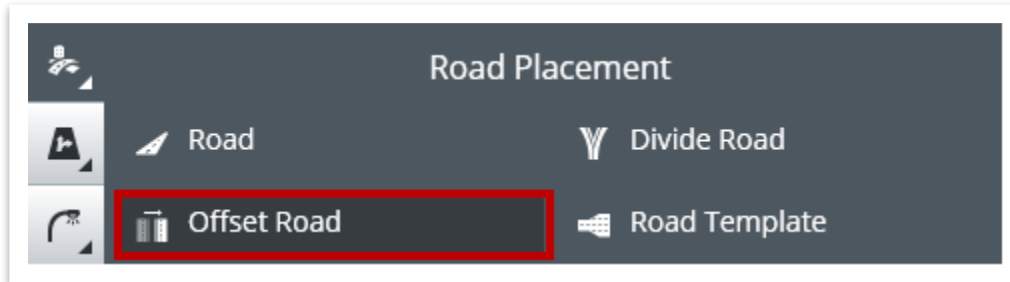 Road Placement
Road
Divide Road
Offset Road
Road Template